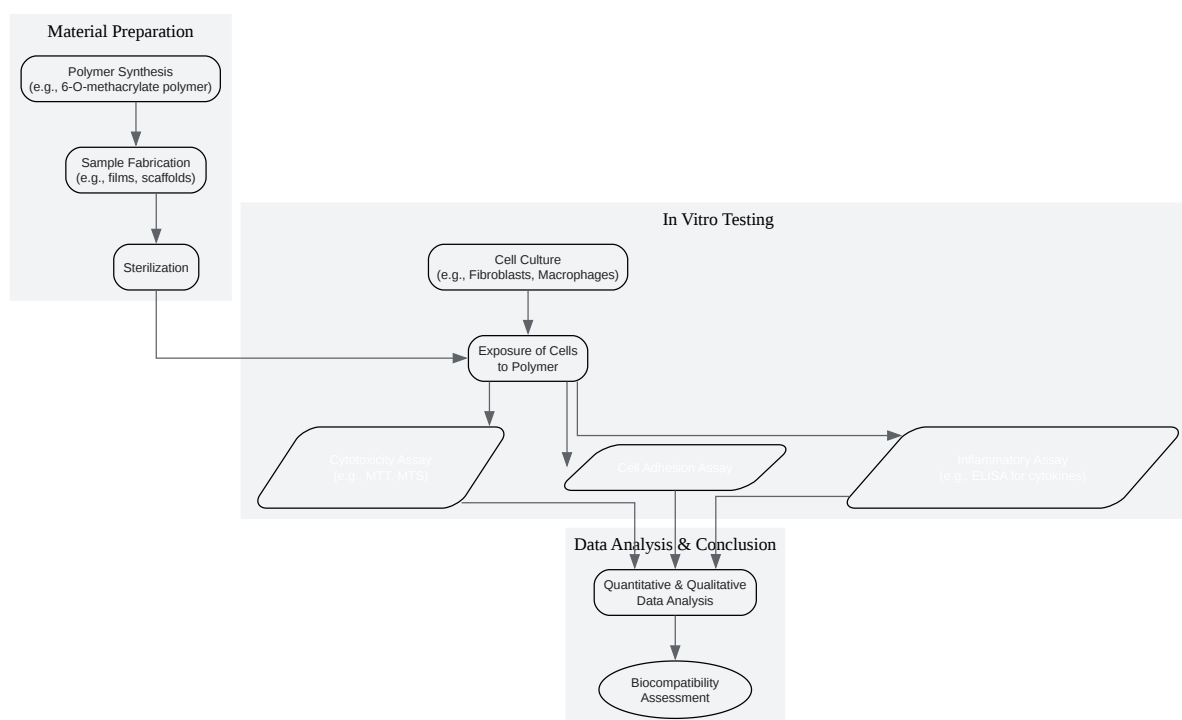 Material Preparation
Polymer Synthesis
(e.g., 6-O-methacrylate polymer)
Sample Fabrication
(e.g., films, scaffolds)
Sterilization
In Vitro Testing
Cell Culture
(e.g., Fibroblasts, Macrophages)
Exposure of Cells
to Polymer
Cytotoxicity Assay
(e.g., MTT, MTS)
Cell Adhesion Assay
Inflammatory Assay
(e.g., ELISA for cytokines)
Data Analysis & Conclusion
Quantitative & Qualitative
Data Analysis
Biocompatibility
Assessment